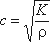 c = √(K/ρ)